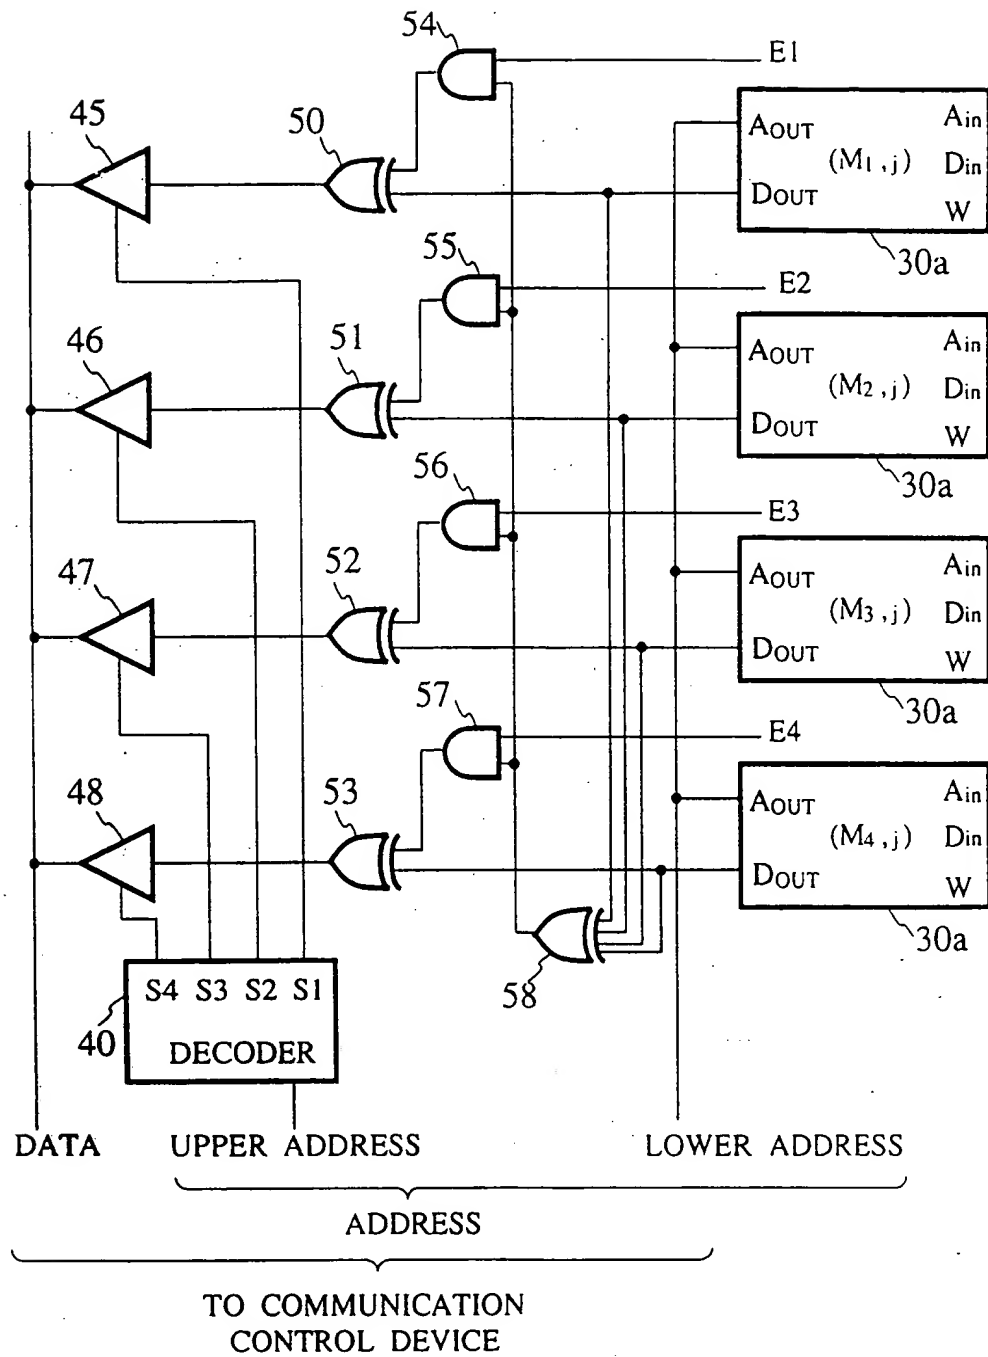 54
E1
45
50
AOUT
Ain
(M1,j)
Din
DOUT
W
30a
55
E2
46
51
AOUT
Ain
(M2,j)
Din
DOUT
W
30a
56
E3
47
52
AOUT
Ain
(M3,j)
Din
DOUT
W
30a
57
E4
48
53
AOUT
Ain
(M4,j)
Din
DOUT
W
30a
58
S4 S3 S2 S1
40
DECODER
DATA
UPPER ADDRESS
LOWER ADDRESS
ADDRESS
TO COMMUNICATION
CONTROL DEVICE